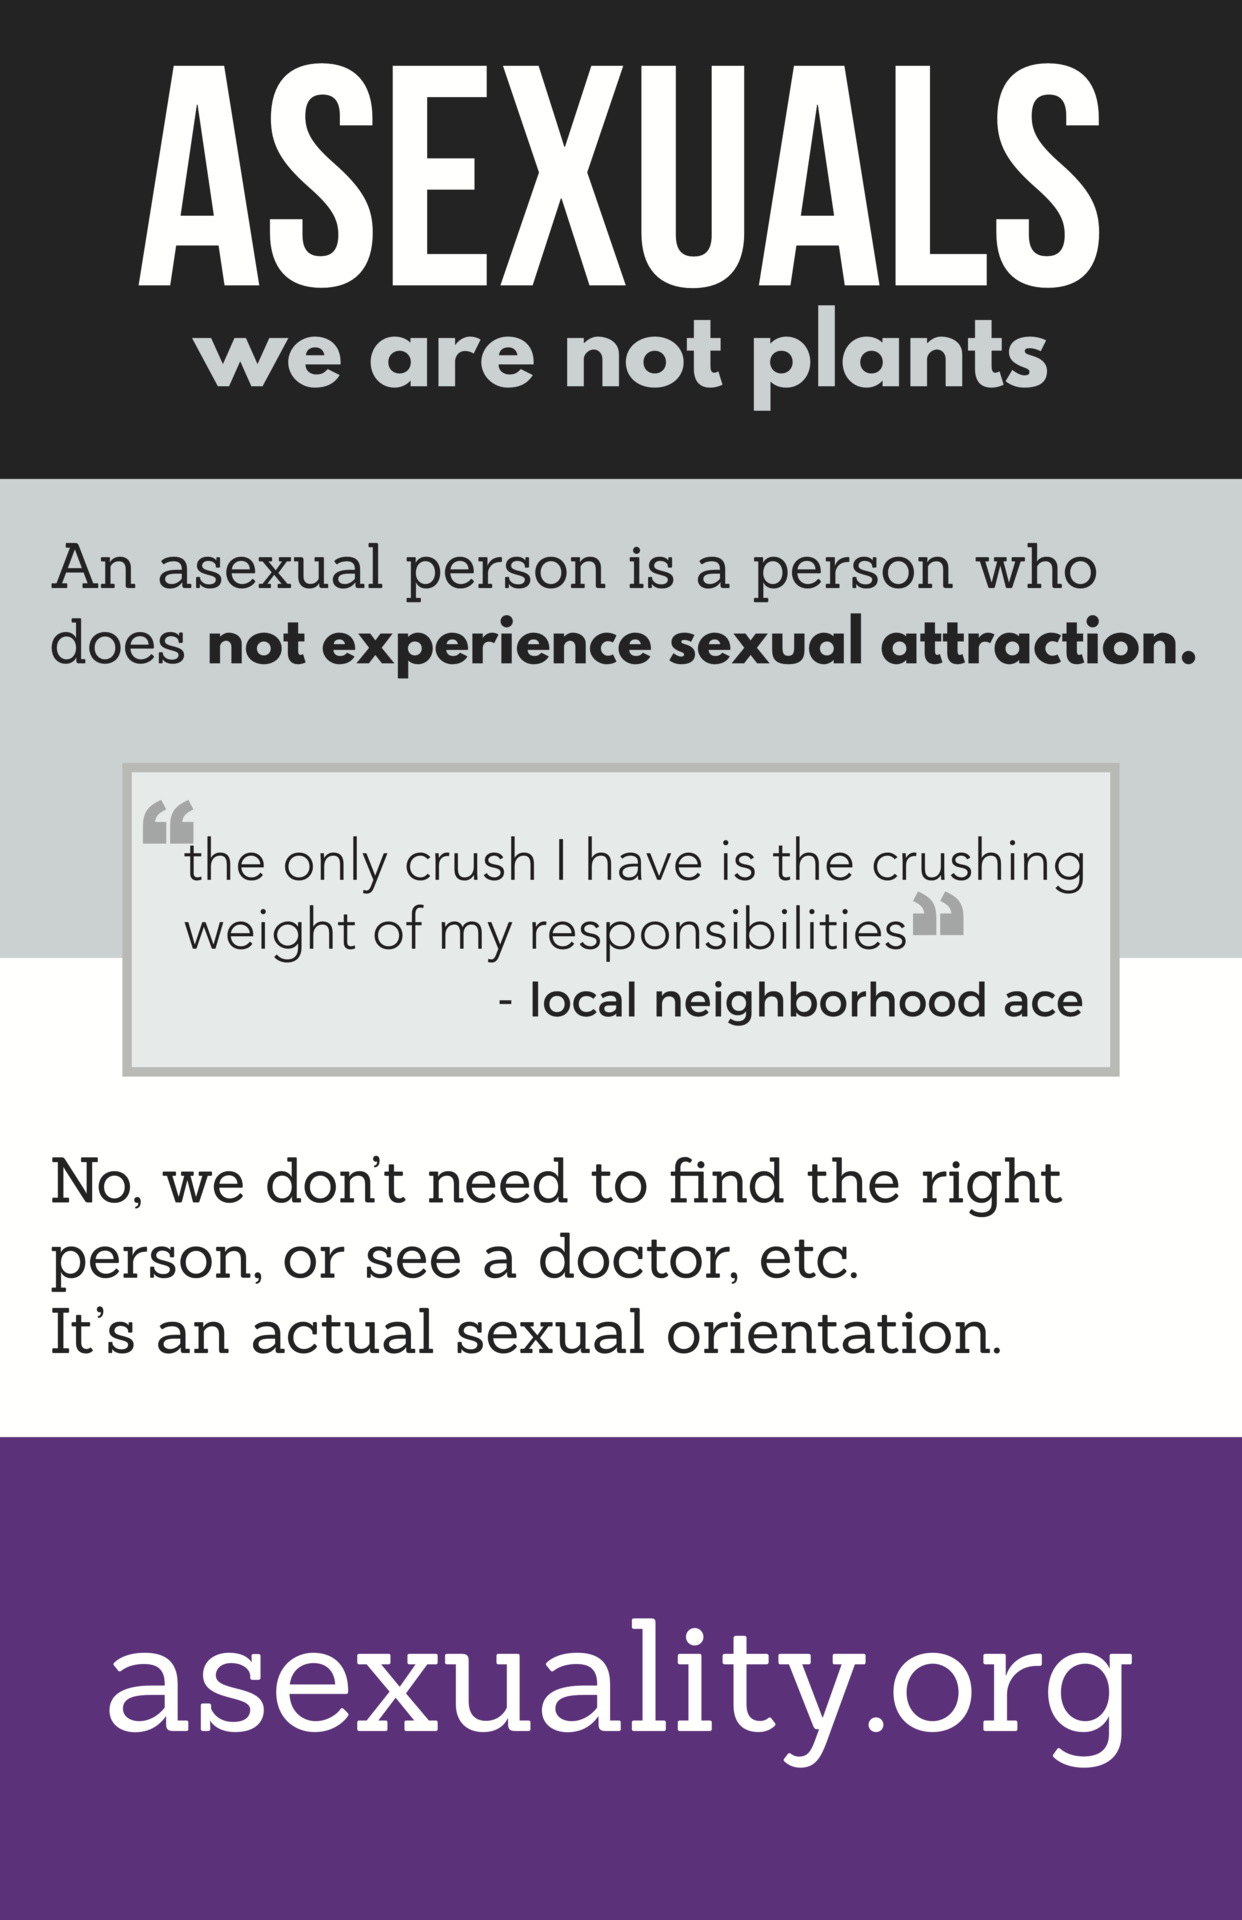 ASEXUALS
we are not plants
An asexual person is a person who
does not experience sexual attraction.
“the only crush I have is the crushing
weight of my responsibilities”
- local neighborhood ace
No, we don’t need to find the right
person, or see a doctor, etc.
It’s an actual sexual orientation.
asexuality.org